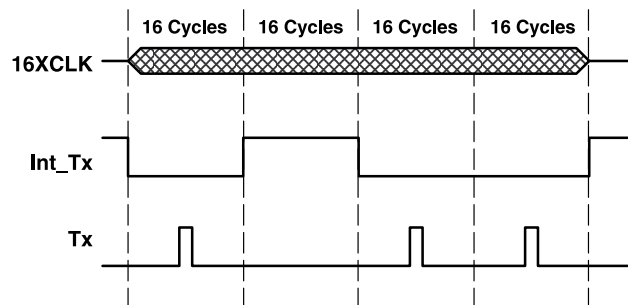 16 Cycles 16 Cycles 16 Cycles 16 Cycles
16XCLK
Int_Tx
Tx